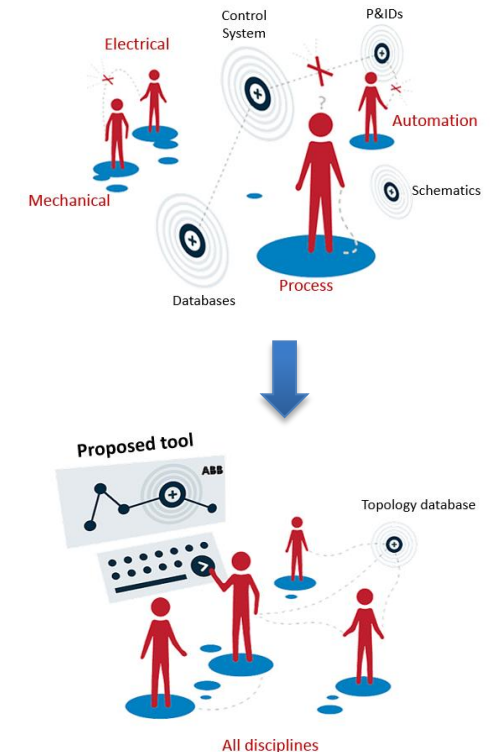 Control
System
P&IDs
Electrical
?
Automation
Schematics
Mechanical
Process
Databases
Proposed tool
ABB
Topology database
All disciplines